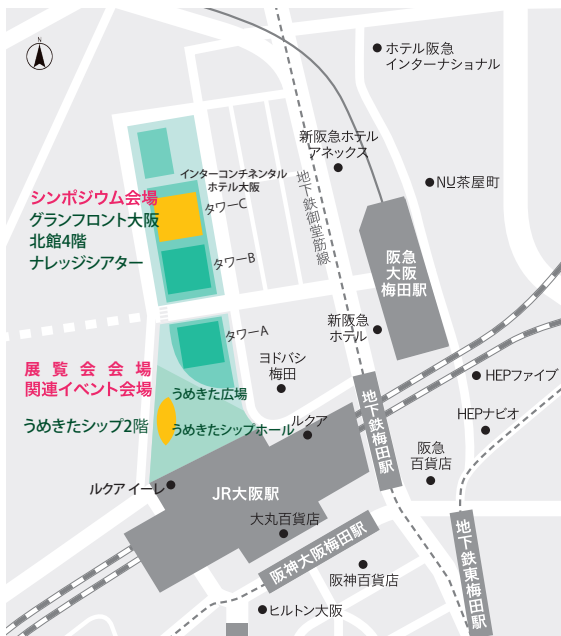 N
ホテル阪急
インターナショナル
新阪急ホテル
アネックス
インターコンチネンタル
ホテル大阪
NU茶屋町
シンポジウム会場
グランフロント大阪
北館4階
ナレッジシアター
タワーC
タワーB
地下鉄御堂筋線
阪急
大阪
梅田駅
新阪急
ホテル
タワーA
ヨドバシ
梅田
展覧会会場
関連イベント会場
うめきたシップ2階
うめきた広場
うめきたシップホール
HEPファイブ
HEPナビオ
ルクア
地下鉄梅田駅
阪急
百貨店
ルクア イーレ
JR大阪駅
大丸百貨店
阪神大阪梅田駅
阪神百貨店
地下鉄東梅田駅
ヒルトン大阪